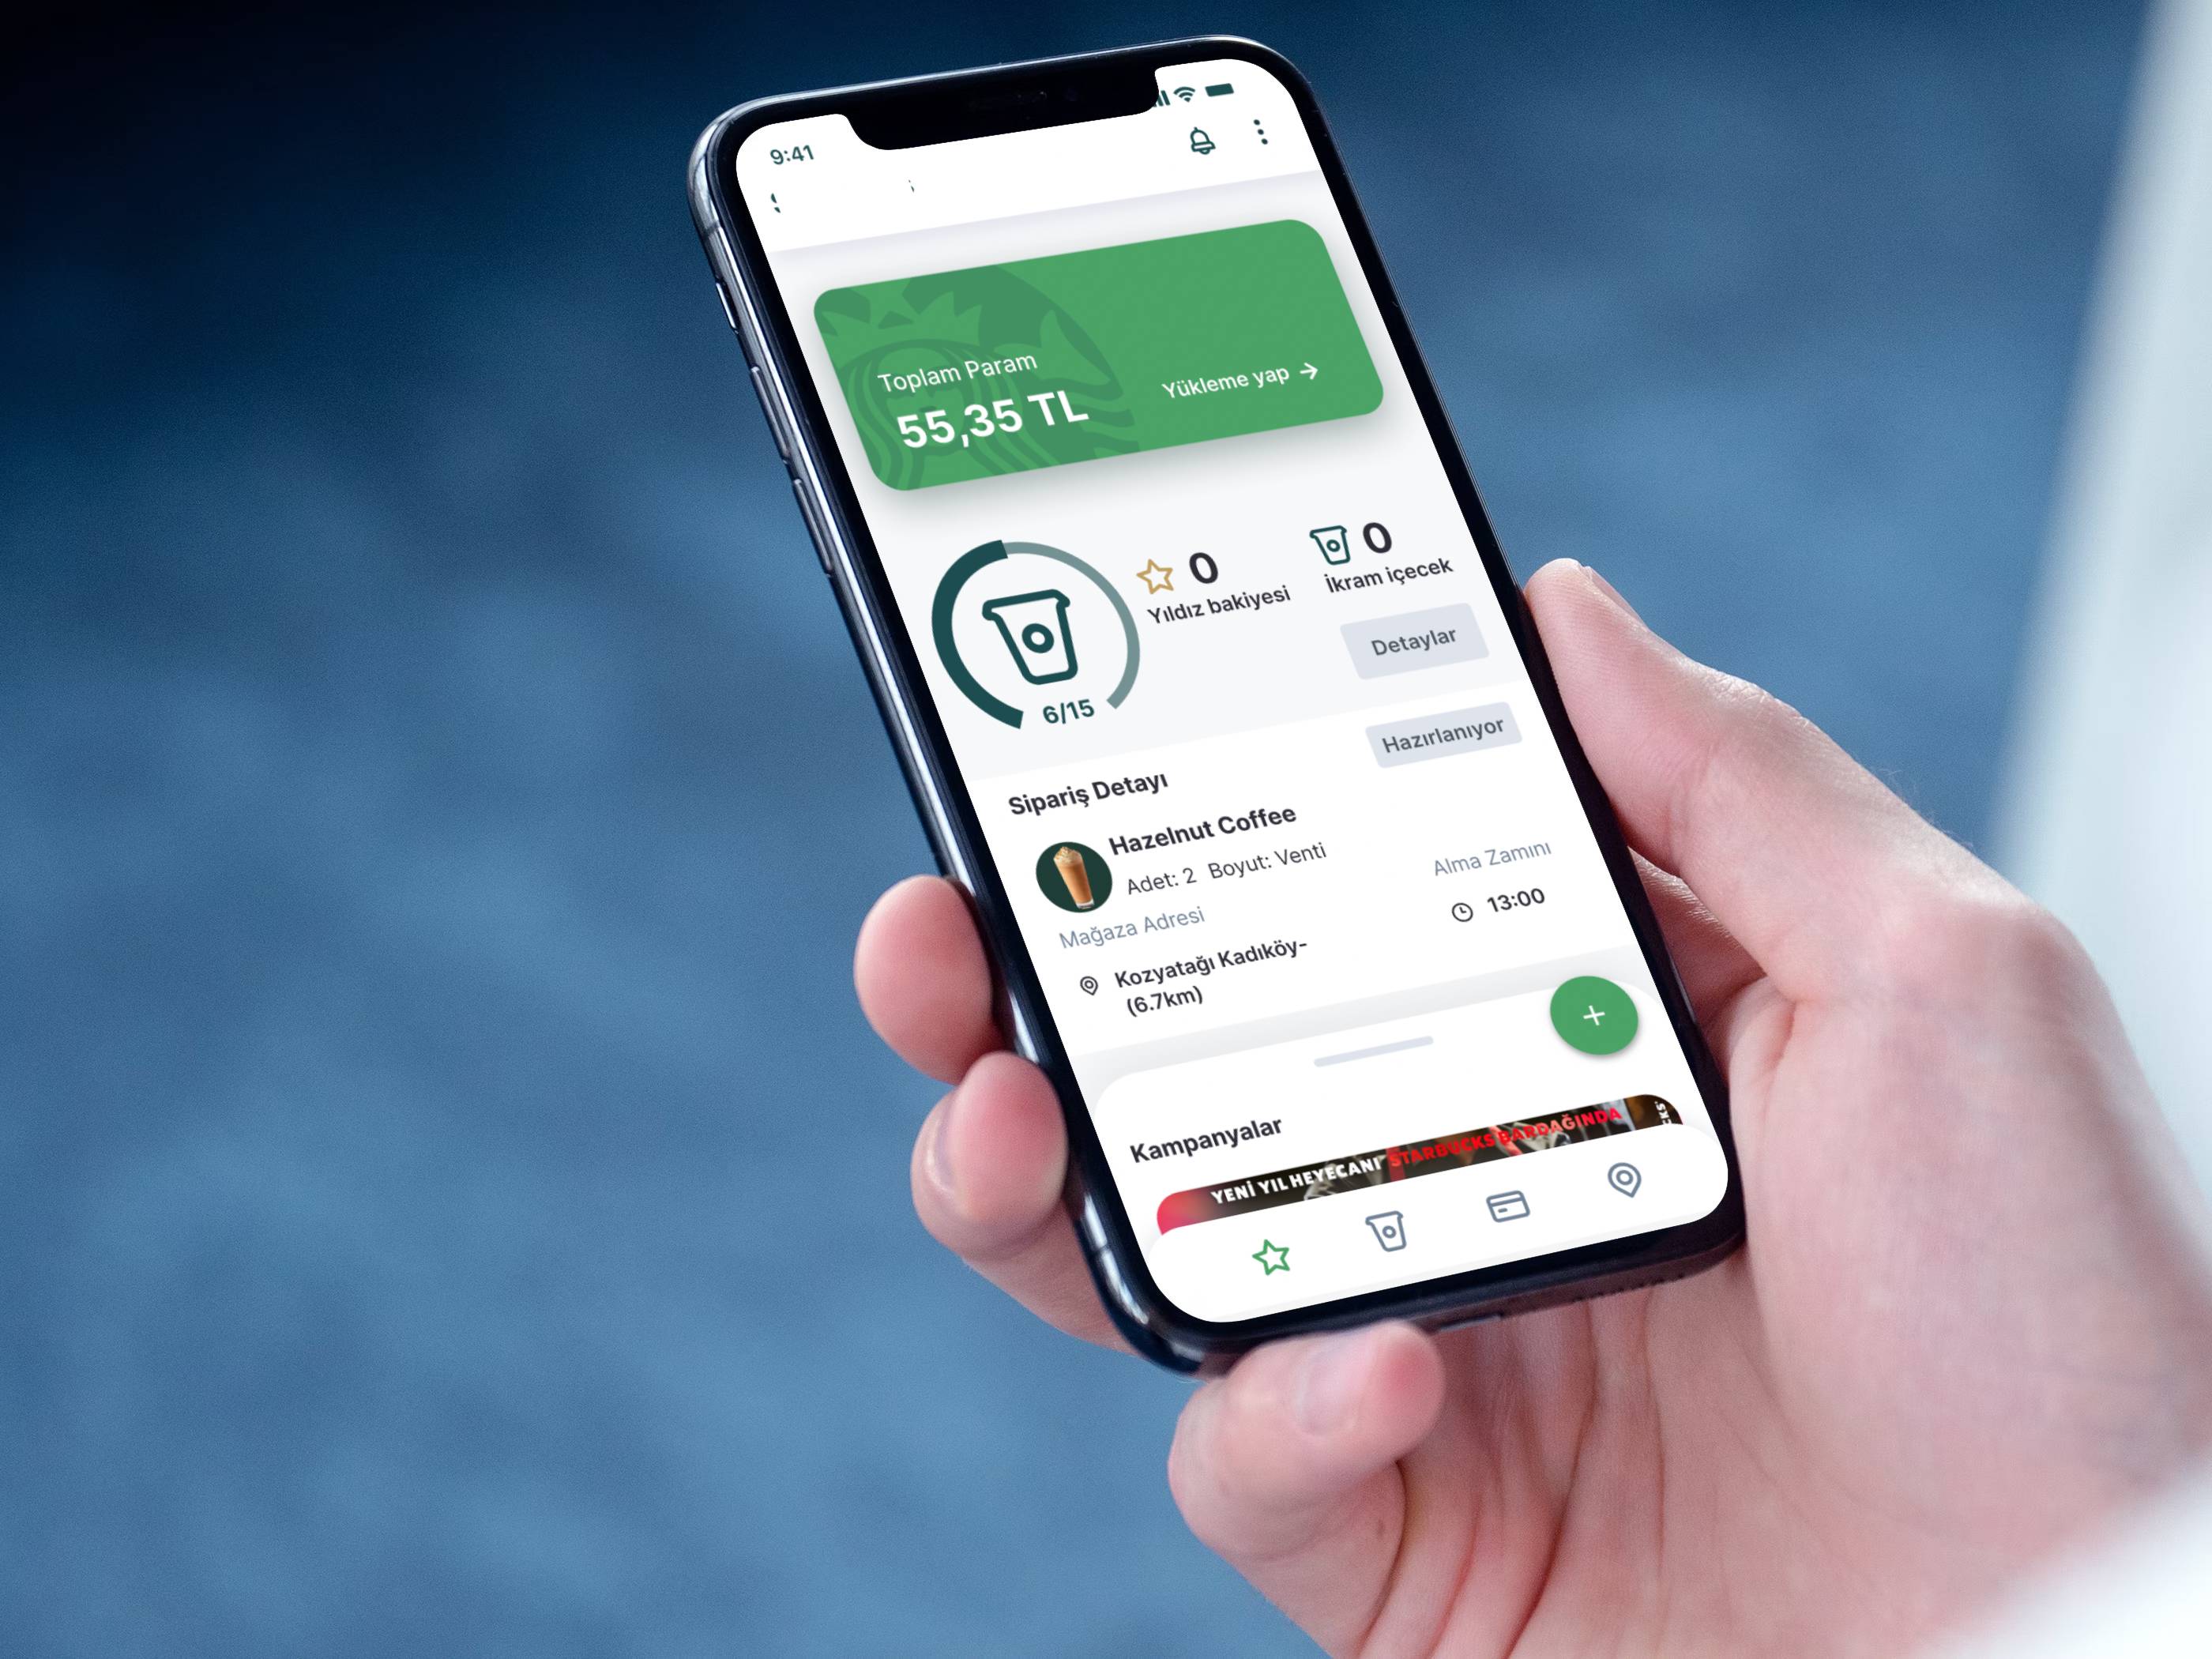 9:41
Toplam Param
55,35 TL
Yükleme yap
0
Yıldız bakiyesi
0
İkram içecek
6/15
Detaylar
Hazırlanıyor
Sipariş Detayı
Hazelnut Coffee
Adet: 2 Boyut: Venti
Alma Zamını
13:00
Mağaza Adresi
Kozyatağı Kadıköy-
(6.7km)
Kampanyalar
YENİ YIL HEYECANI STARBUCKS BARDAĞINDA